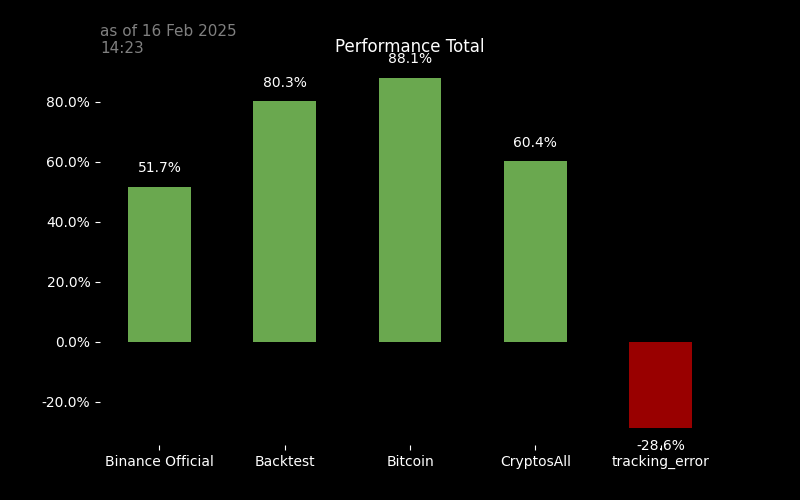 as of 16 Feb 2025
14:23
Performance Total
88.1%
80.3%
60.4%
51.7%
-28.6%
80.0%
60.0%
40.0%
20.0%
0.0%
-20.0%
Binance Official
Backtest
Bitcoin
CryptosAll
tracking_error